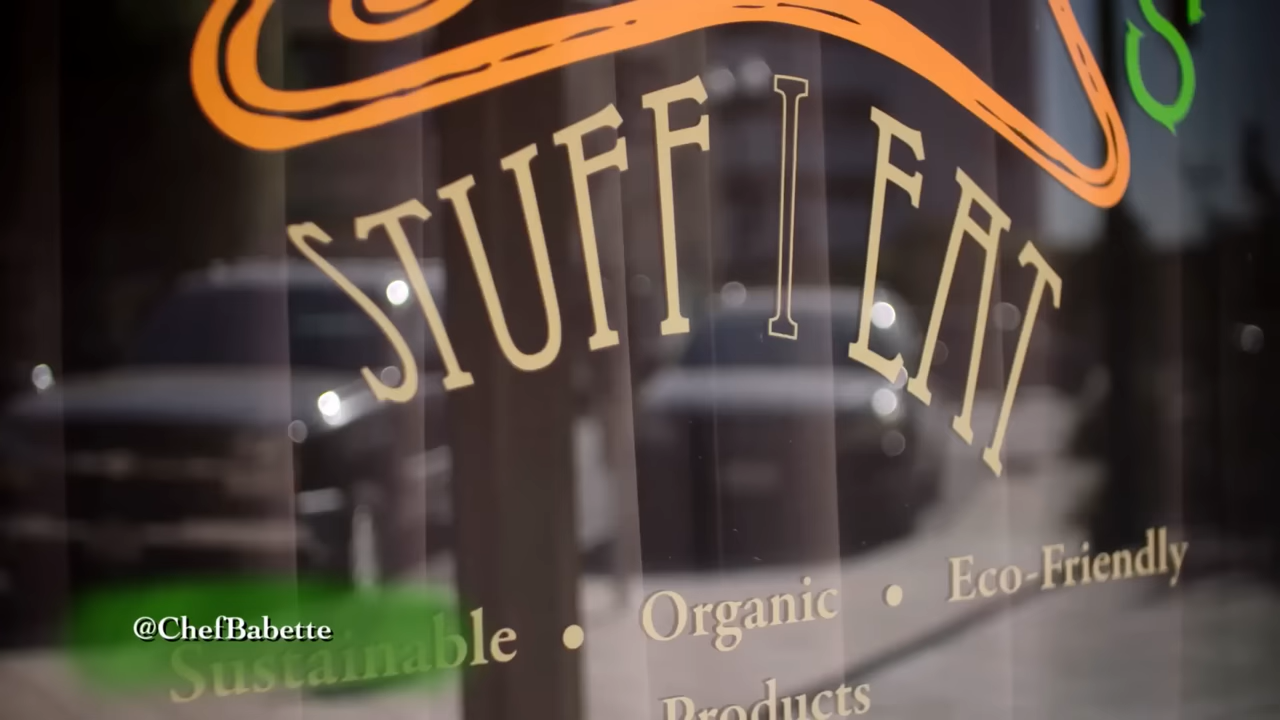 S
STUFF I EAT
Sustainable • Organic • Eco-Friendly
Products
@ChefBabette